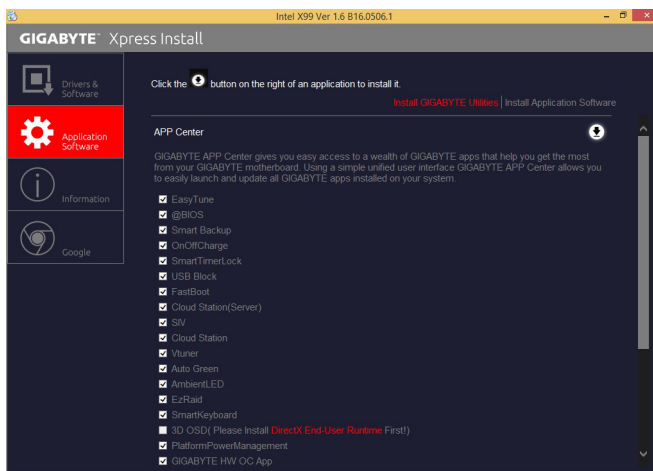 Intel X99 Ver 1.6 B16.0506.1
GIGABYTE™ Xpress Install
Drivers &
Software
Application
Software
Information
Google
Click the button on the right of an application to install it.
Install GIGABYTE Utilities | Install Application Software
APP Center
GIGABYTE APP Center gives you easy access to a wealth of GIGABYTE apps that help you get the most
from your GIGABYTE motherboard. Using a simple unified user interface GIGABYTE APP Center allows you
to easily launch and update all GIGABYTE apps installed on your system.
EasyTune
@BIOS
Smart Backup
OnOffCharge
SmartTimerLock
USB Block
FastBoot
Cloud Station(Server)
SIV
Cloud Station
Vtuner
Auto Green
AmbientLED
EzRaid
SmartKeyboard
3D OSD( Please Install DirectX End-User Runtime First!)
PlatformPowerManagement
GIGABYTE HW OC App